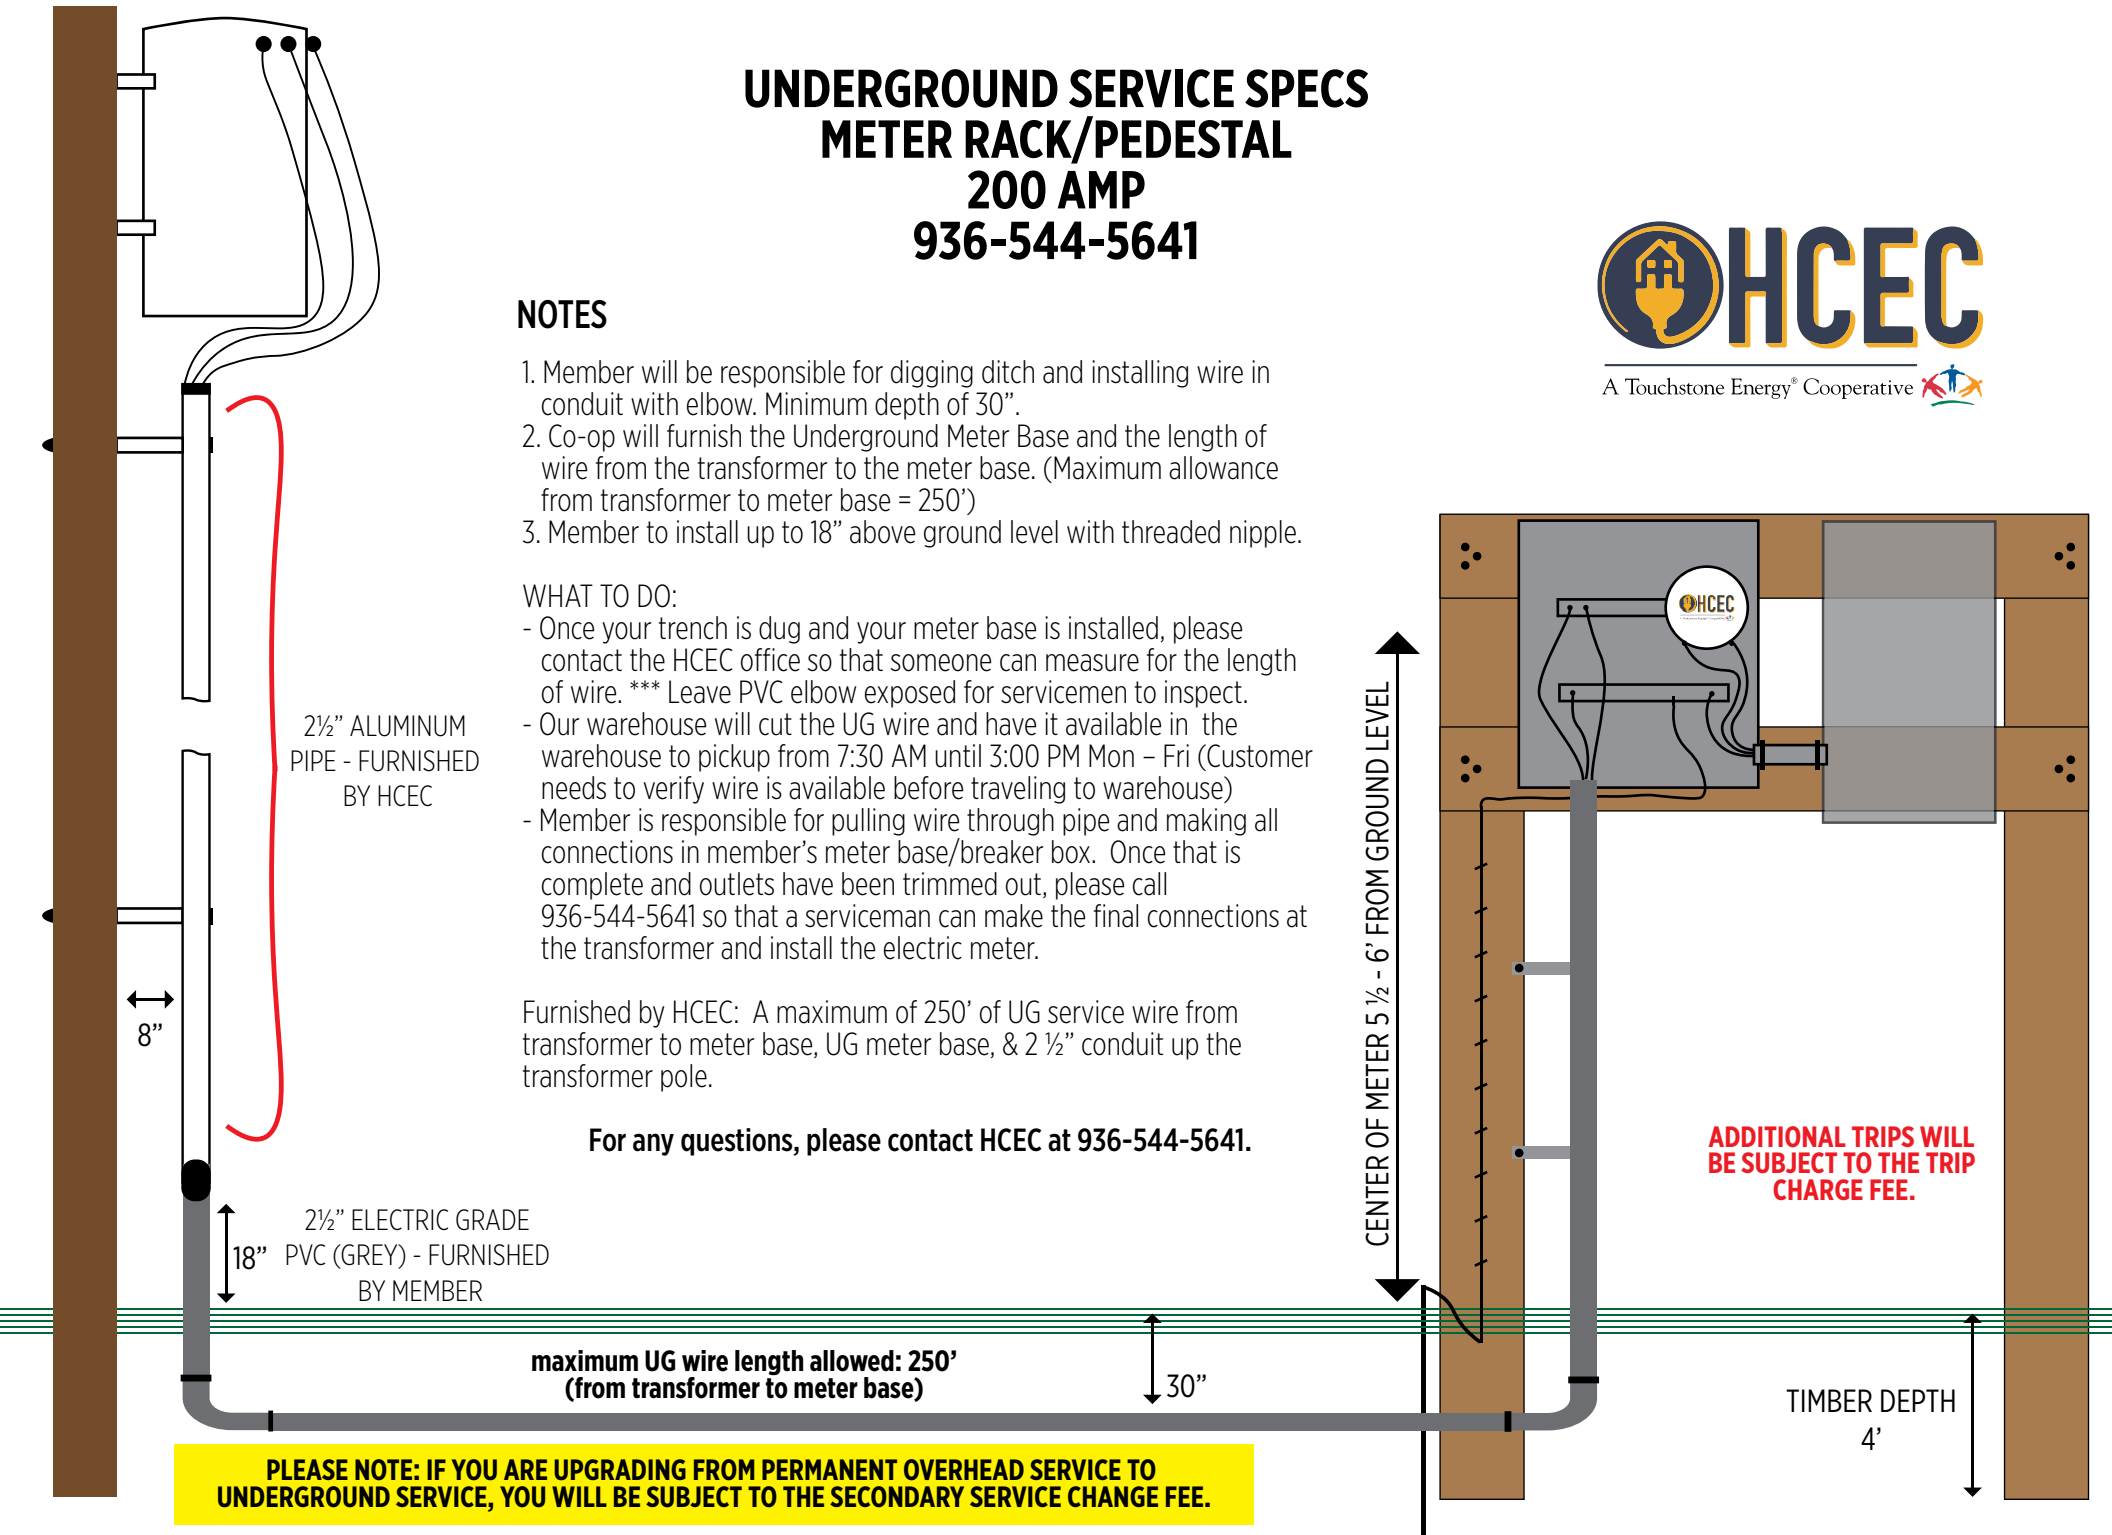 UNDERGROUND SERVICE SPECS
METER RACK/PEDESTAL
200 AMP
936-544-5641
HCEC
A Touchstone Energy® Cooperative
NOTES
1. Member will be responsible for digging ditch and installing wire in
conduit with elbow. Minimum depth of 30”.
2. Co-op will furnish the Underground Meter Base and the length of
wire from the transformer to the meter base. (Maximum allowance
from transformer to meter base = 250’)
3. Member to install up to 18” above ground level with threaded nipple.
WHAT TO DO:
- Once your trench is dug and your meter base is installed, please
contact the HCEC office so that someone can measure for the length
of wire. *** Leave PVC elbow exposed for servicemen to inspect.
- Our warehouse will cut the UG wire and have it available in the
warehouse to pickup from 7:30 AM until 3:00 PM Mon – Fri (Customer
needs to verify wire is available before traveling to warehouse)
- Member is responsible for pulling wire through pipe and making all
connections in member’s meter base/breaker box. Once that is
complete and outlets have been trimmed out, please call
936-544-5641 so that a serviceman can make the final connections at
the transformer and install the electric meter.
Furnished by HCEC: A maximum of 250’ of UG service wire from
transformer to meter base, UG meter base, & 2 ½” conduit up the
transformer pole.
For any questions, please contact HCEC at 936-544-5641.
2½” ALUMINUM
PIPE - FURNISHED
BY HCEC
8”
18”
2½” ELECTRIC GRADE
PVC (GREY) - FURNISHED
BY MEMBER
HCEC
CENTER OF METER 5 ½ - 6’ FROM GROUND LEVEL
ADDITIONAL TRIPS WILL
BE SUBJECT TO THE TRIP
CHARGE FEE.
maximum UG wire length allowed: 250’
(from transformer to meter base)
30”
TIMBER DEPTH
4’
PLEASE NOTE: IF YOU ARE UPGRADING FROM PERMANENT OVERHEAD SERVICE TO
UNDERGROUND SERVICE, YOU WILL BE SUBJECT TO THE SECONDARY SERVICE CHANGE FEE.